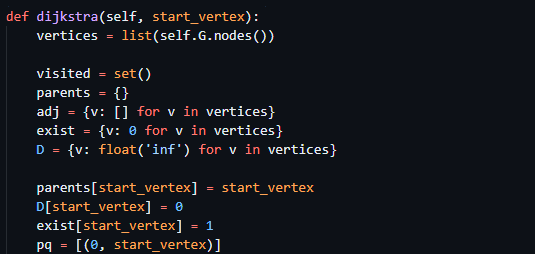 def dijkstra(self, start_vertex):
    vertices = list(self.G.nodes())
    visited = set()
    parents = {}
    adj = {v: [] for v in vertices}
    exist = {v: 0 for v in vertices}
    D = {v: float('inf') for v in vertices}
    parents[start_vertex] = start_vertex
    D[start_vertex] = 0
    exist[start_vertex] = 1
    pq = [(0, start_vertex)]